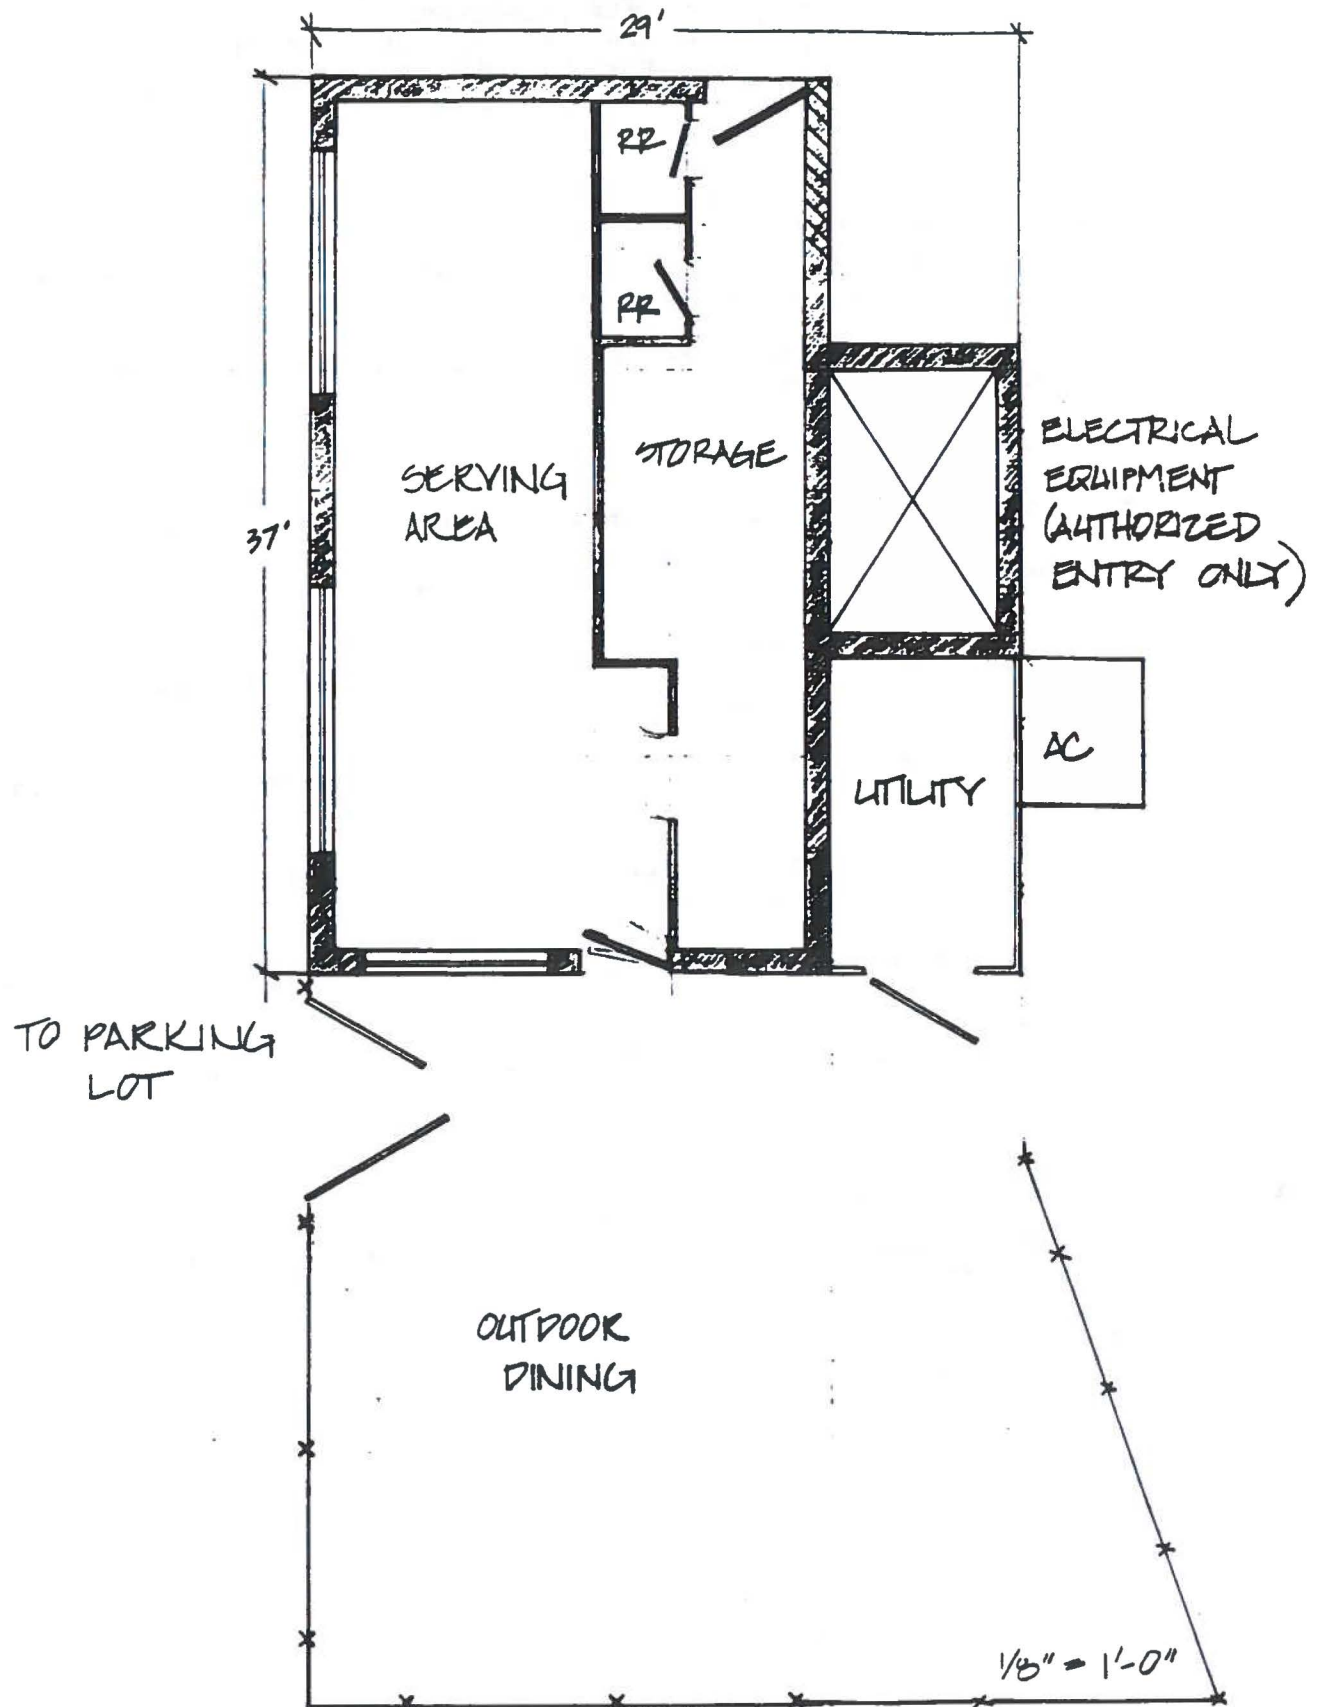 29'
RR
RR
STORAGE
SERVING
AREA
ELECTRICAL
EQUIPMENT
(AUTHORIZED
ENTRY ONLY)
37'
AC
UTILITY
TO PARKING
LOT
OUTDOOR
DINING
1/8" = 1'-0"